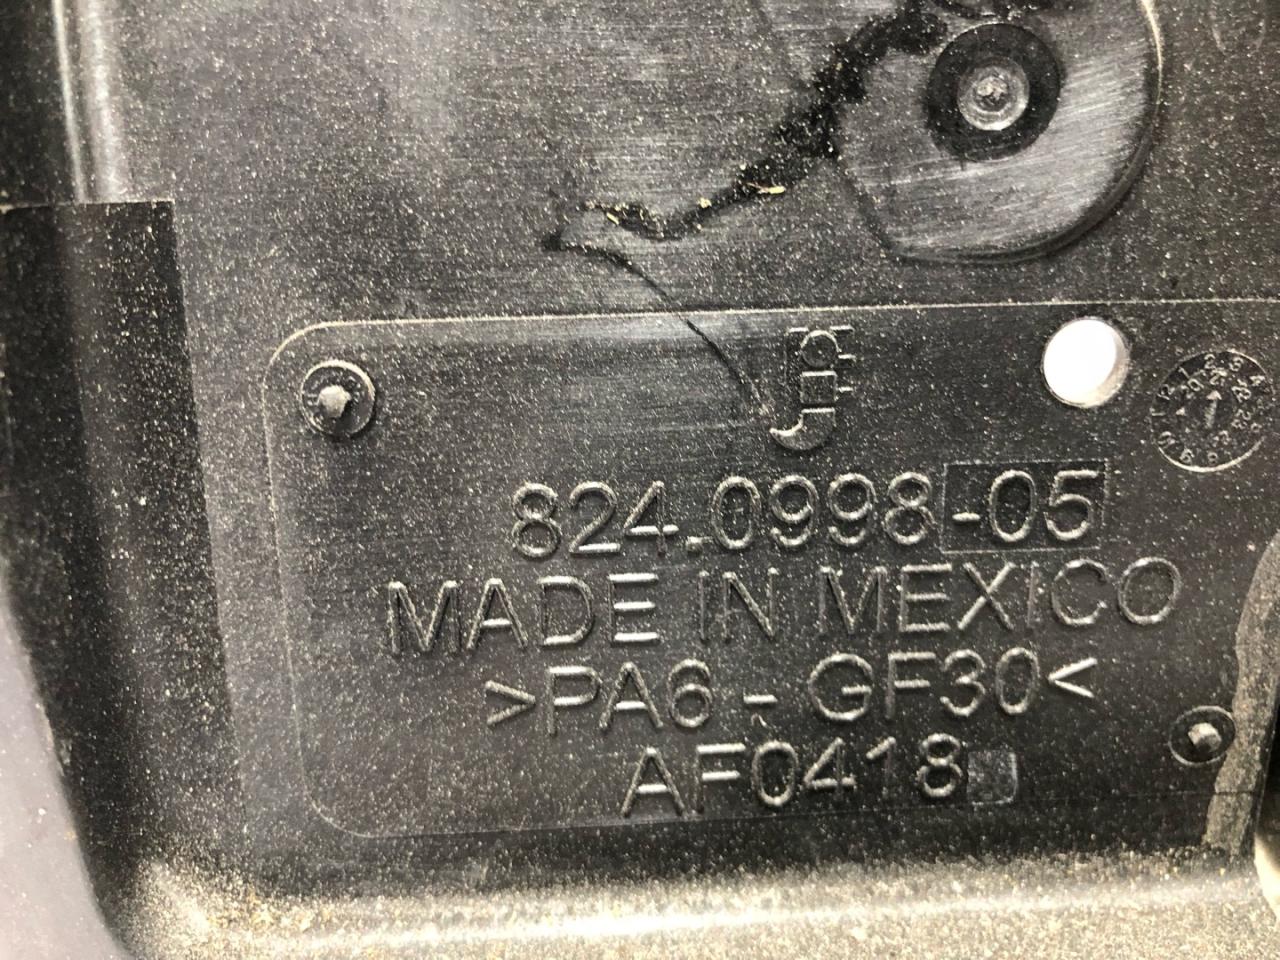 824.0998-05
MADE IN MEXICO
>PA6 - GF30<
AF0418